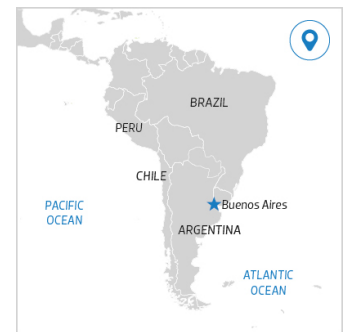 BRAZIL
PERU
CHILE
Buenos Aires
PACIFIC
OCEAN
ARGENTINA
ATLANTIC
OCEAN